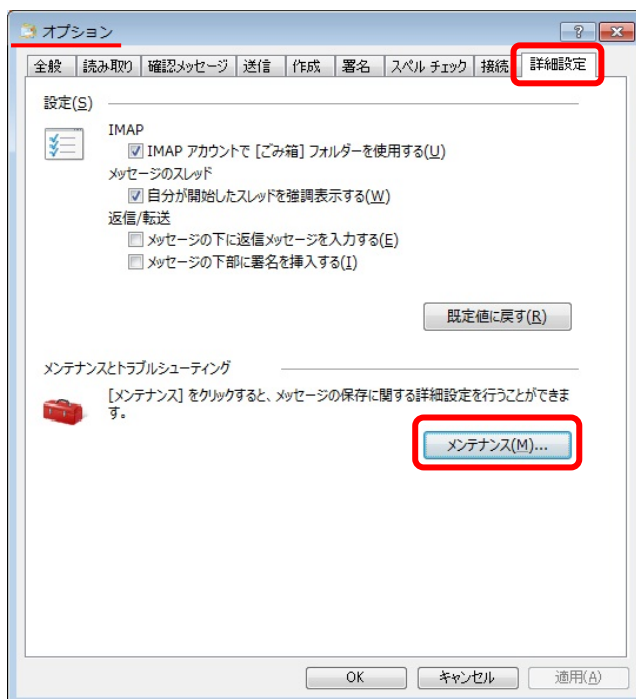 オプション
全般 読み取り 確認メッセージ 送信 作成 署名 スペル チェック 接続 詳細設定
設定(S)
IMAP
IMAP アカウントで [ごみ箱] フォルダーを使用する(U)
メッセージのスレッド
自分が開始したスレッドを強調表示する(W)
返信/転送
メッセージの下に返信メッセージを入力する(E)
メッセージの下部に署名を挿入する(I)
既定値に戻す(R)
メンテナンスとトラブルシューティング
[メンテナンス] をクリックすると、メッセージの保存に関する詳細設定を行うことができま
す。
メンテナンス(M)...
OK キャンセル 適用(A)